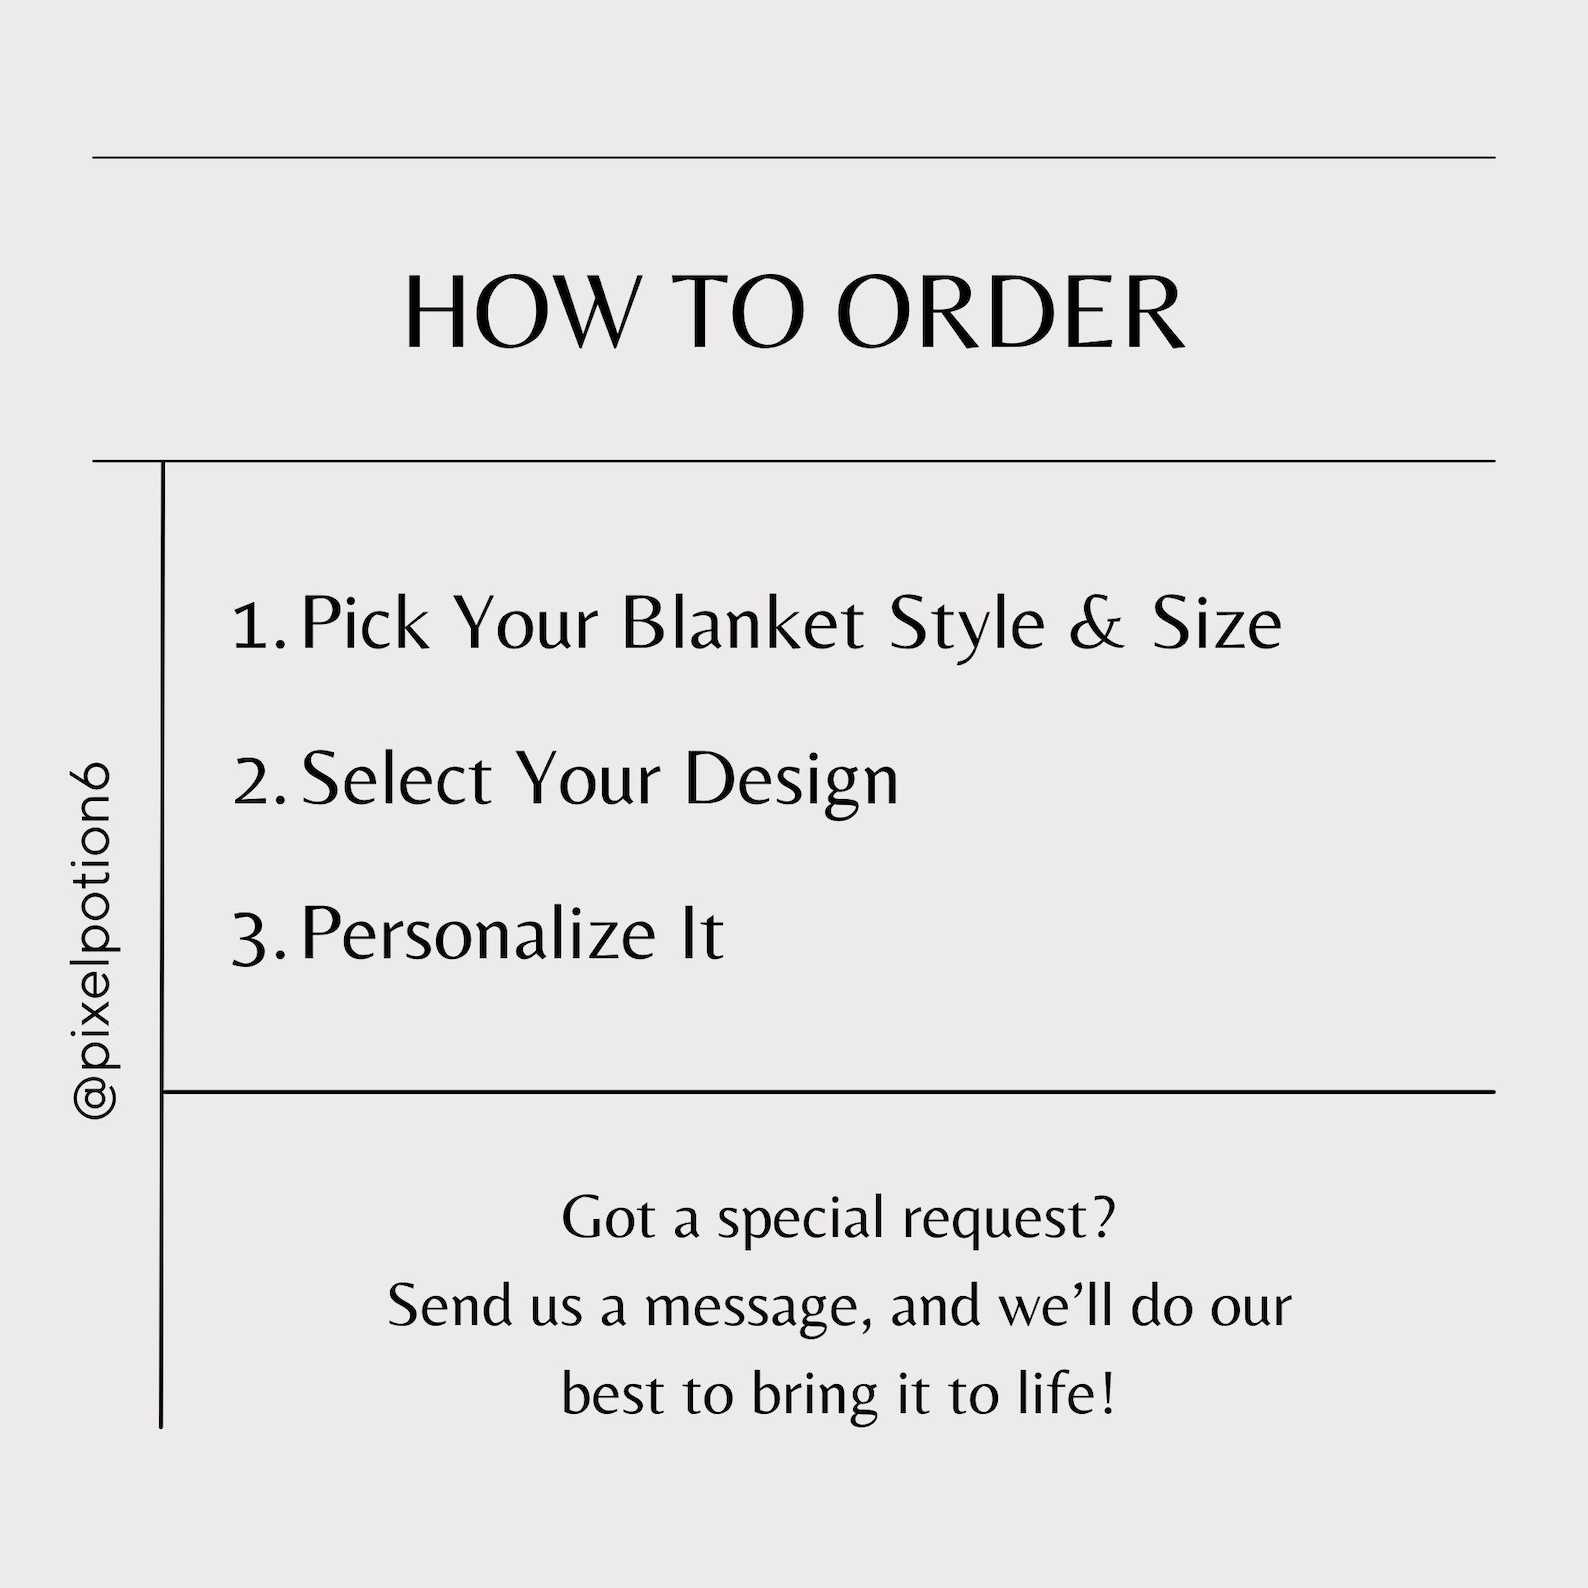 HOW TO ORDER
1. Pick Your Blanket Style & Size
2. Select Your Design
3. Personalize It
@pixelpotion6
Got a special request?
Send us a message, and we’ll do our
best to bring it to life!